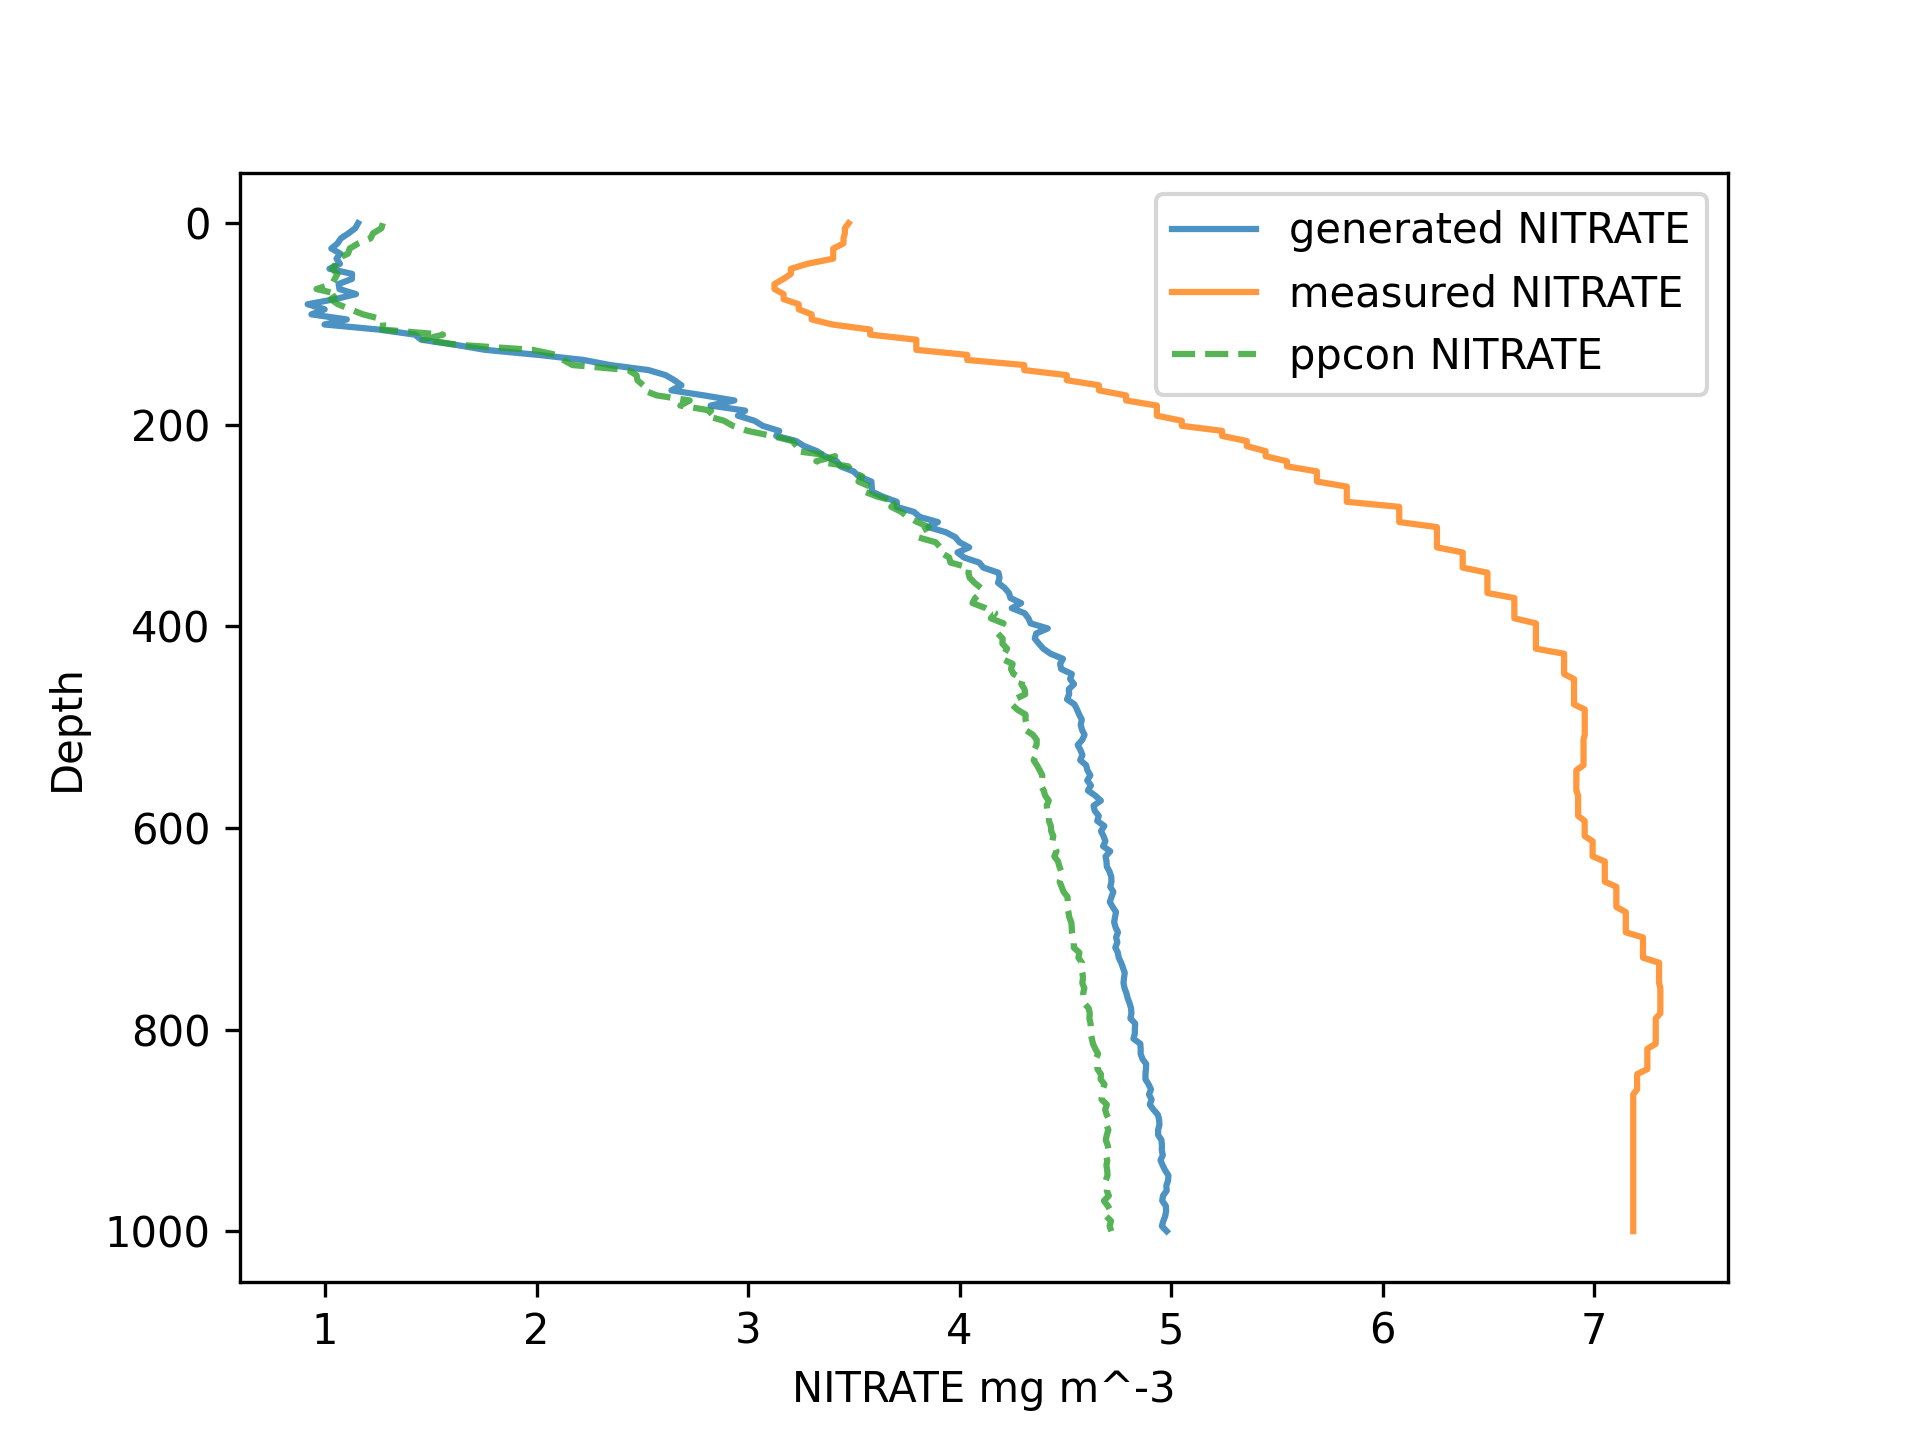 generated NITRATE
measured NITRATE
ppcon NITRATE
0
200
400
600
800
1000
Depth
1 2 3 4 5 6 7
NITRATE mg m^-3